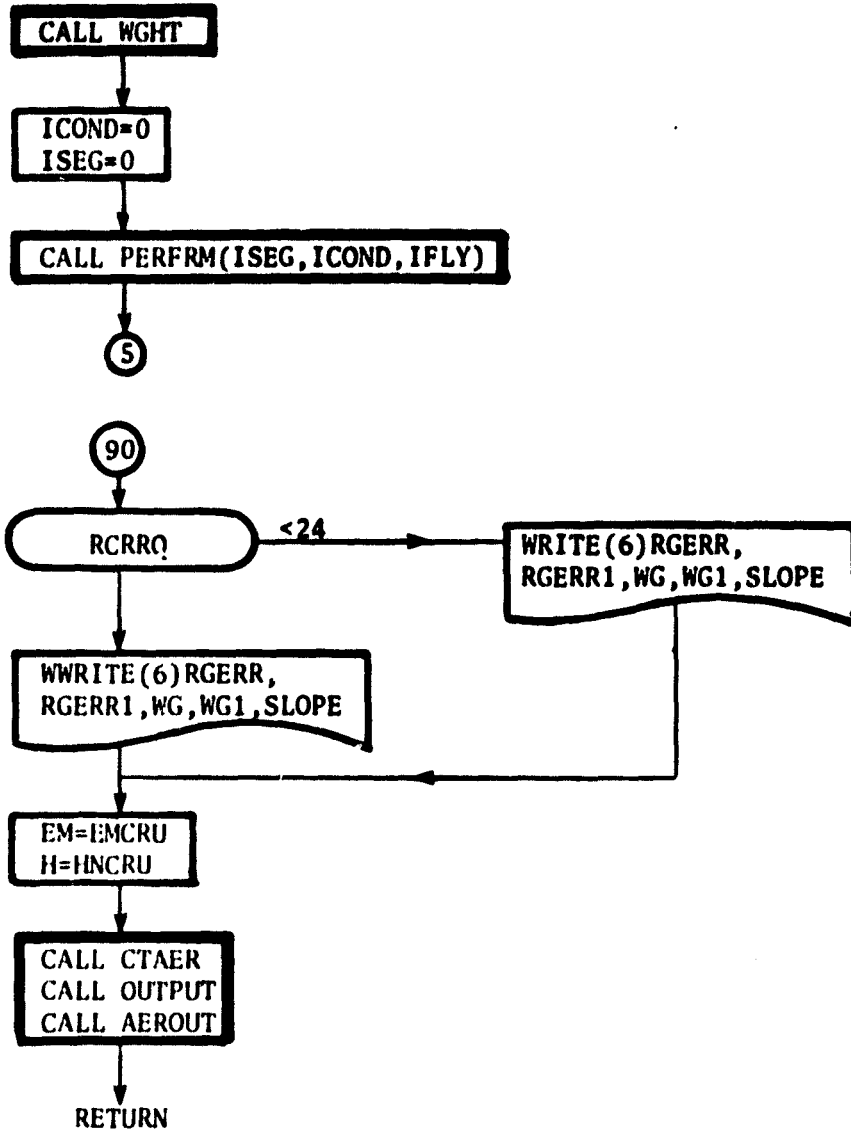 CALL WGHT
ICOND=0
ISEG=0
CALL PERFRM(ISEG,ICOND,IFLY)
5
90
RCRRQ
<24
WRITE(6)RGERR,
RGERR1,WG,WG1,SLOPE
WWRITE(6)RGERR,
RGERR1,WG,WG1,SLOPE
EM=EMCRU
H=HNCRU
CALL CTAER
CALL OUTPUT
CALL AEROUT
RETURN